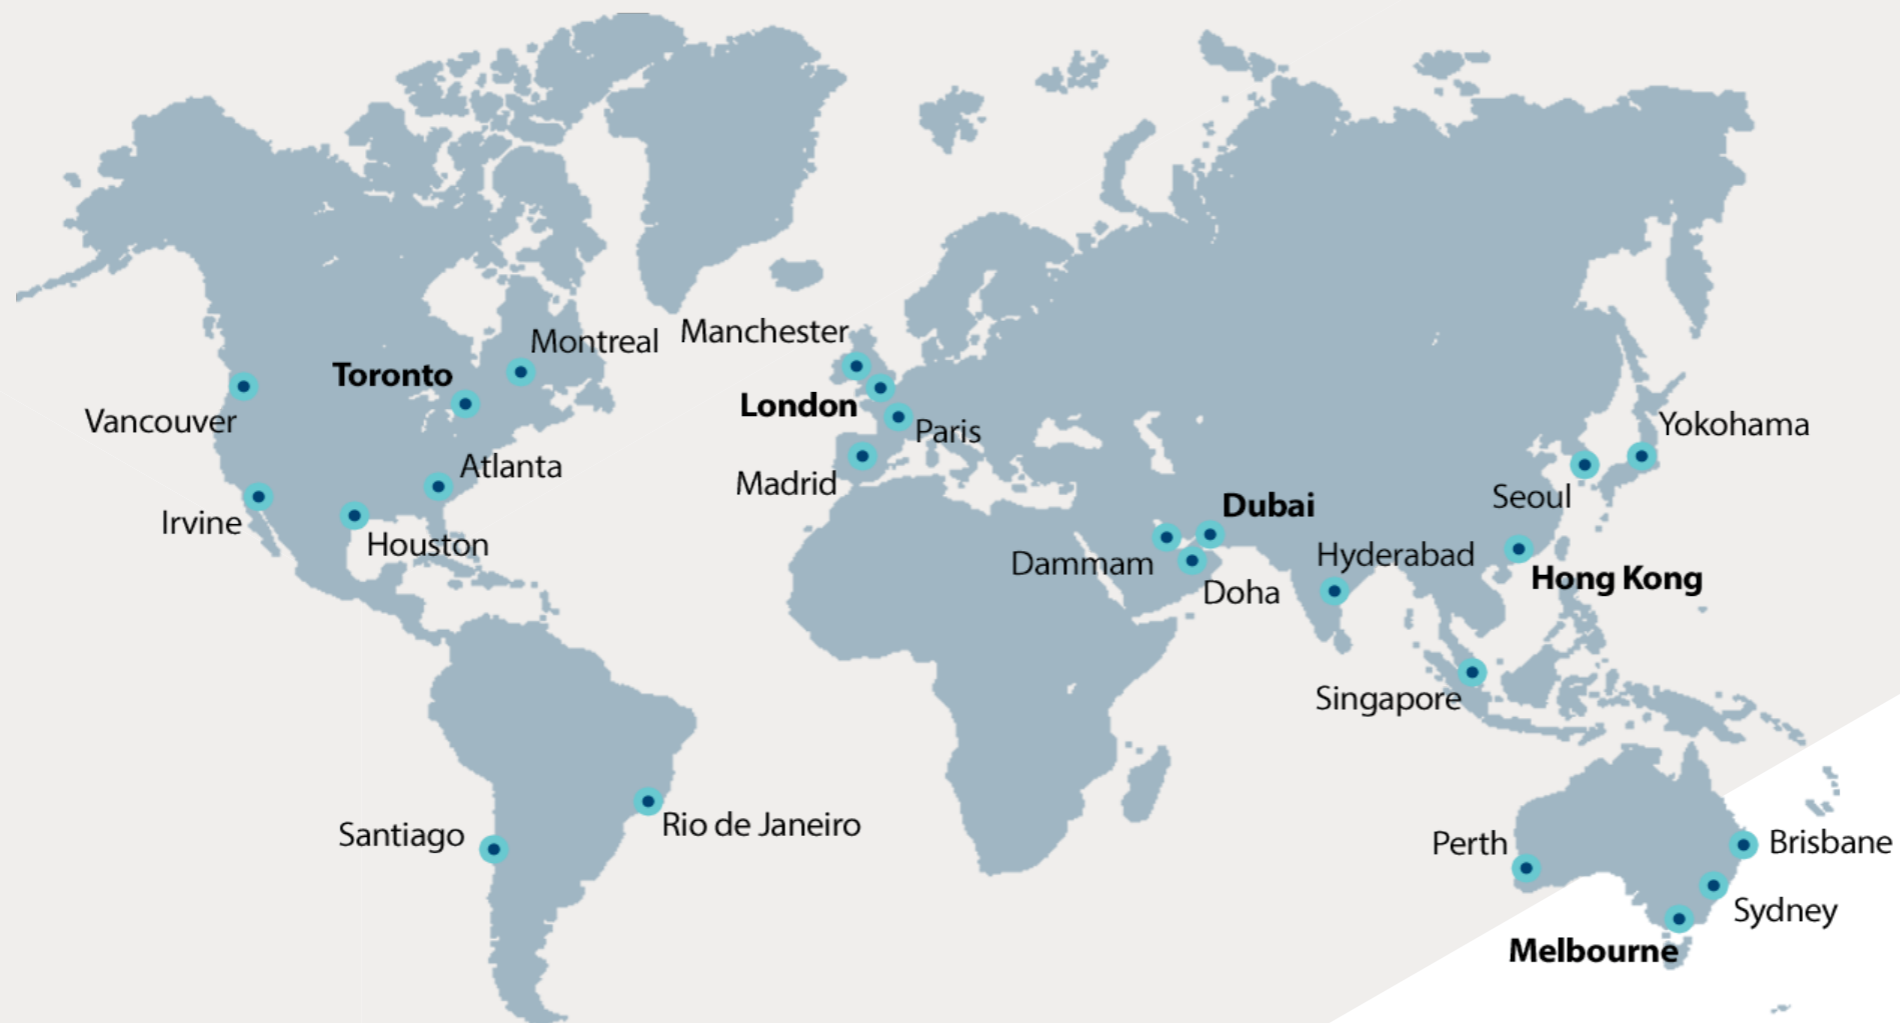 Montreal
Manchester
Toronto
Vancouver
London
Paris
Yokohama
Atlanta
Madrid
Seoul
Irvine
Dubai
Houston
Dammam
Hyderabad
Hong Kong
Doha
Singapore
Santiago
Rio de Janeiro
Perth
Brisbane
Sydney
Melbourne